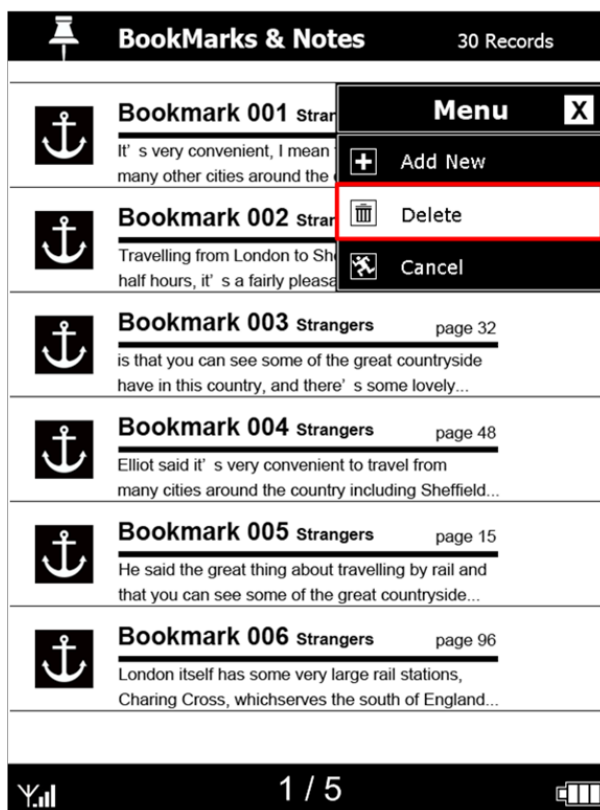 BookMarks & Notes 30 Records
Menu X
Add New
Delete
Cancel
Bookmark 001 Stran
It' s very convenient, I mean
many other cities around the
Bookmark 002 Stran
Travelling from London to Sh
half hours, it' s a fairly pleasa
Bookmark 003 Strangers page 32
is that you can see some of the great countryside
have in this country, and there' s some lovely...
Bookmark 004 Strangers page 48
Elliot said it' s very convenient to travel from
many cities around the country including Sheffield...
Bookmark 005 Strangers page 15
He said the great thing about travelling by rail and
that you can see some of the great countryside...
Bookmark 006 Strangers page 96
London itself has some very large rail stations,
Charing Cross, whichserves the south of England...
1 / 5